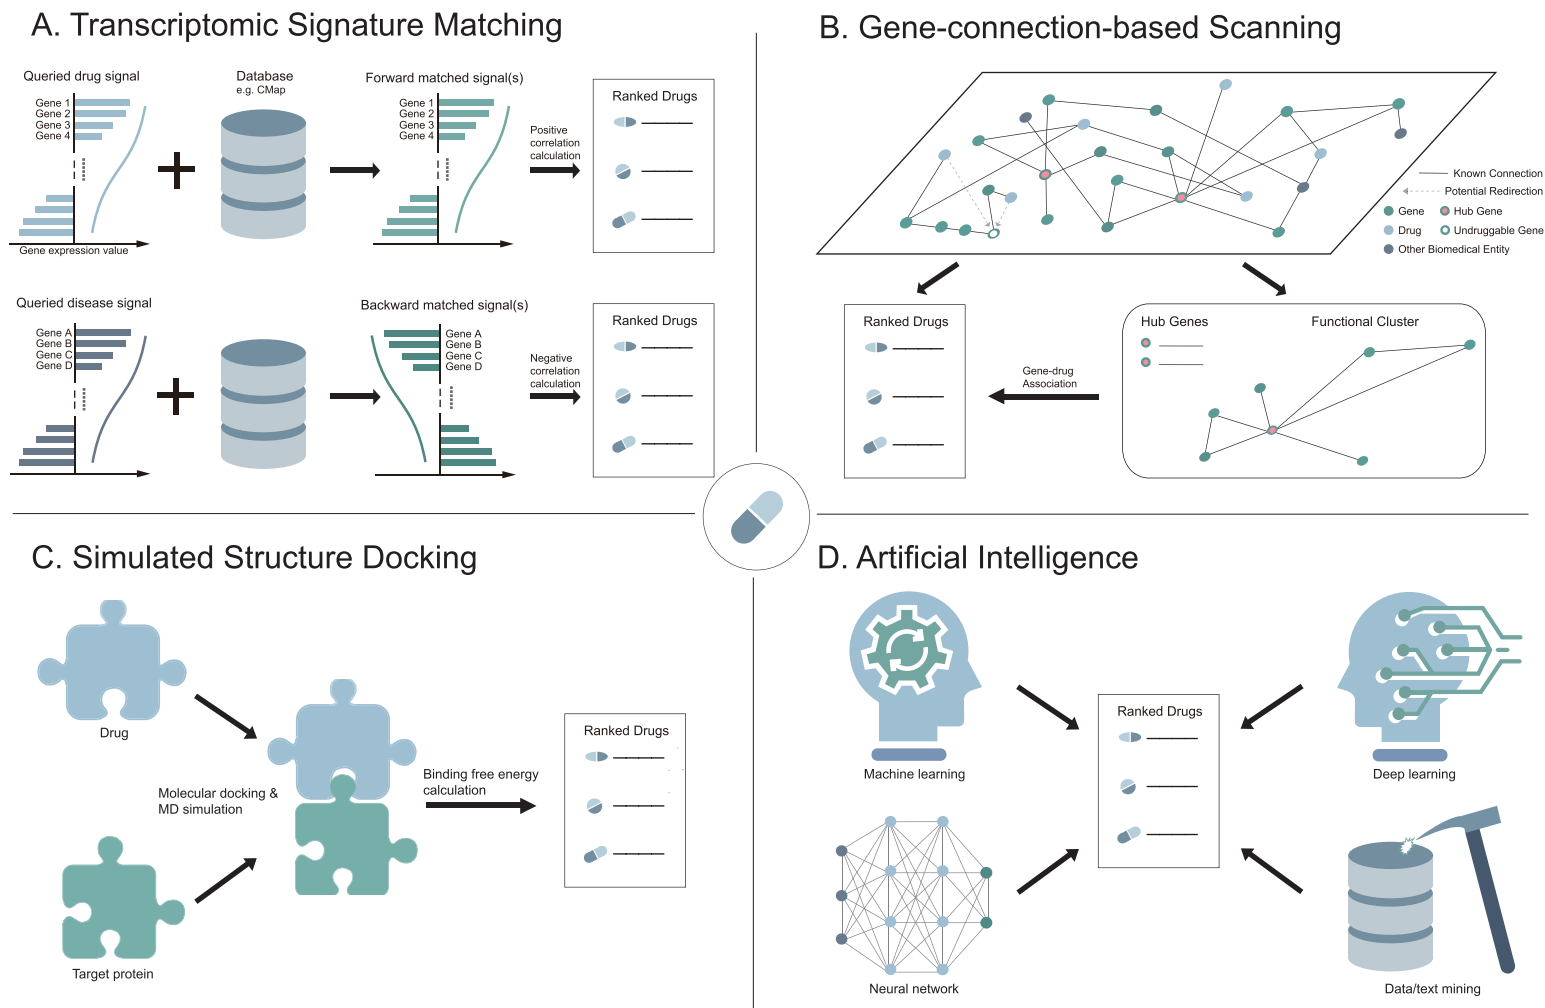 A. Transcriptomic Signature Matching
Queried drug signal
Gene 1
Gene 2
Gene 3
Gene 4
Gene expression value
Database
e.g. CMap
Forward matched signal(s)
Gene 1
Gene 2
Gene 3
Gene 4
Positive
correlation
calculation
Ranked Drugs
Queried disease signal
Gene A
Gene B
Gene C
Gene D
Backward matched signal(s)
Gene A
Gene B
Gene C
Gene D
Negative
correlation
calculation
Ranked Drugs
B. Gene-connection-based Scanning
Known Connection
Potential Redirection
Gene
Hub Gene
Drug
Undruggable Gene
Other Biomedical Entity
Ranked Drugs
Gene-drug
Association
Hub Genes
Functional Cluster
C. Simulated Structure Docking
Drug
Molecular docking &
MD simulation
Target protein
Binding free energy
calculation
Ranked Drugs
D. Artificial Intelligence
Machine learning
Deep learning
Ranked Drugs
Neural network
Data/text mining